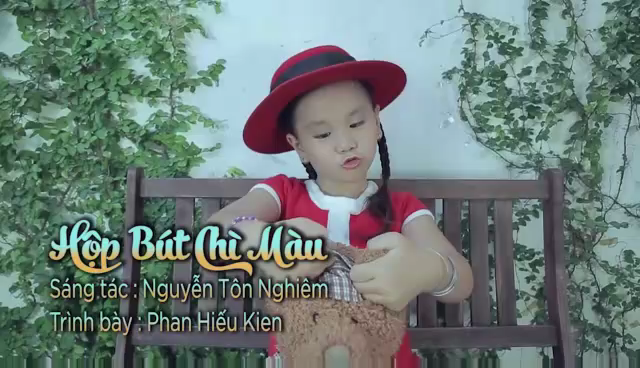 Hộp Bút Chì Màu
Sáng tác : Nguyễn Tôn Nghiêm
Trình bày : Phan Hiếu Kien